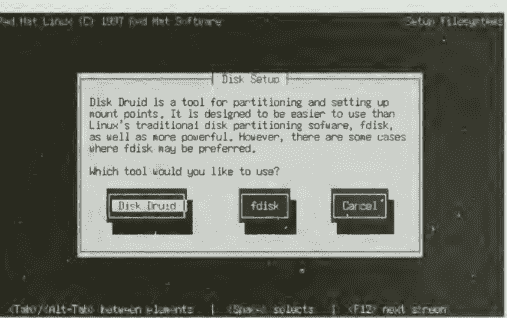 Red Hat Linux (C) 1997 Red Hat Software Setup Filesystems
Disk Setup
Disk Druid is a tool for partitioning and setting up
mount points. It is designed to be easier to use than
Linux's traditional disk partitioning sofware, fdisk,
as well as more powerful. However, there are some cases
where fdisk may be preferred.
Which tool would you like to use?
Disk Druid fdisk Cancel
<Tab>/<Alt-Tab> between elements | <Space> selects | <F12> next screen